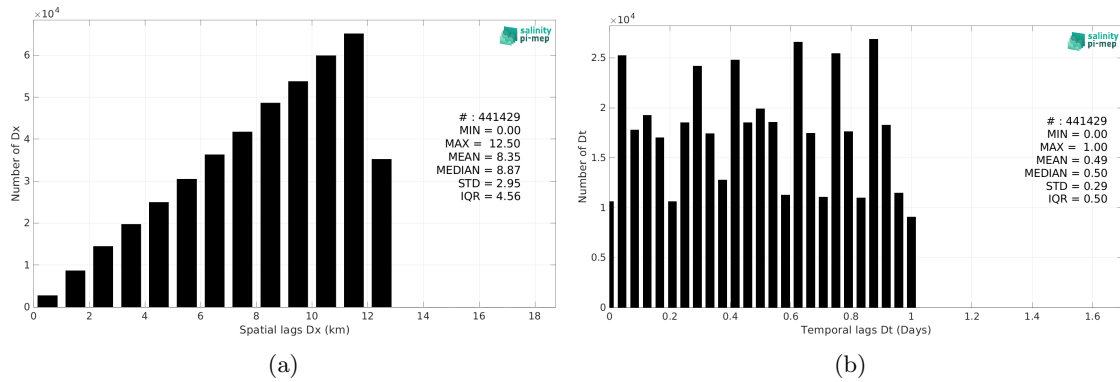 ×10⁴
salinity
pi-mep
6
5
4
3
2
1
0
Number of Dx
# : 441429
MIN = 0.00
MAX = 12.50
MEAN = 8.35
MEDIAN = 8.87
STD = 2.95
IQR = 4.56
0 2 4 6 8 10 12 14 16 18
Spatial lags Dx (km)
(a)
×10⁴
salinity
pi-mep
2.5
2
1.5
1
0.5
0
Number of Dt
# : 441429
MIN = 0.00
MAX = 1.00
MEAN = 0.49
MEDIAN = 0.50
STD = 0.29
IQR = 0.50
0 0.2 0.4 0.6 0.8 1 1.2 1.4 1.6
Temporal lags Dt (Days)
(b)